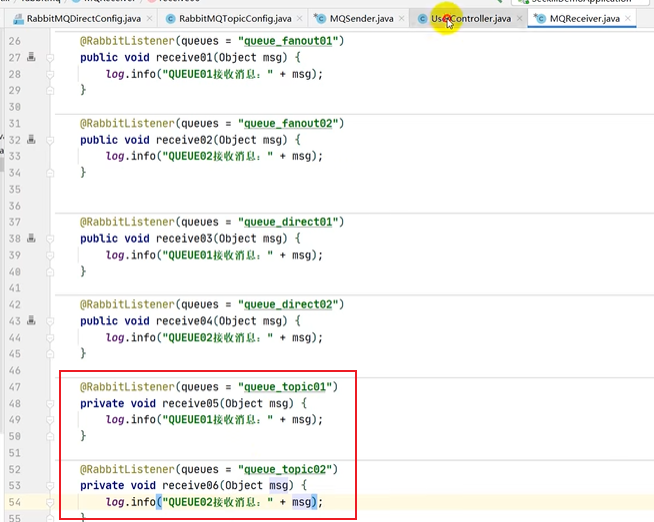 RabbitMQDirectConfig.java × RabbitMQTopicConfig.java × MQSender.java × Controller.java × MQReceiver.java ×
26 @RabbitListener(queues = "queue_fanout01")
27 public void receive01(Object msg) {
28 log.info("QUEUE01接收消息：" + msg);
29 }
30
31 @RabbitListener(queues = "queue_fanout02")
32 public void receive02(Object msg) {
33 log.info("QUEUE02接收消息：" + msg);
34 }
35
36
37 @RabbitListener(queues = "queue_direct01")
38 public void receive03(Object msg) {
39 log.info("QUEUE01接收消息：" + msg);
40 }
41
42 @RabbitListener(queues = "queue_direct02")
43 public void receive04(Object msg) {
44 log.info("QUEUE02接收消息：" + msg);
45 }
46
47 @RabbitListener(queues = "queue_topic01")
48 private void receive05(Object msg) {
49 log.info("QUEUE01接收消息：" + msg);
50 }
51
52 @RabbitListener(queues = "queue_topic02")
53 private void receive06(Object msg) {
54 log.info("QUEUE02接收消息：" + msg);
55 }